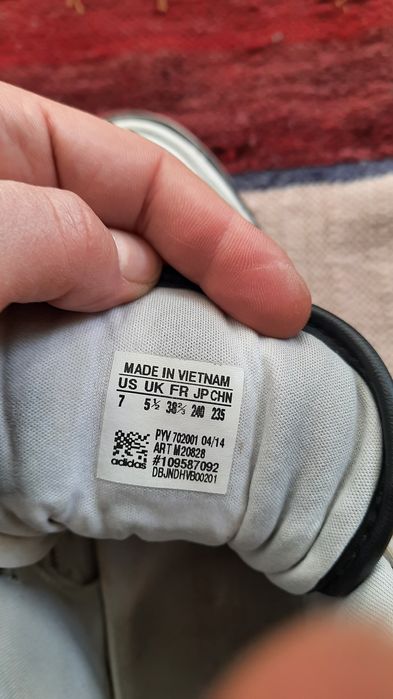 MADE IN VIETNAM
US UK FR JP CHN
7 5½ 38⅔ 240 235
PYV 702001 04/14
ART M20828
#109587092
adidas
DBJNDHVB00201